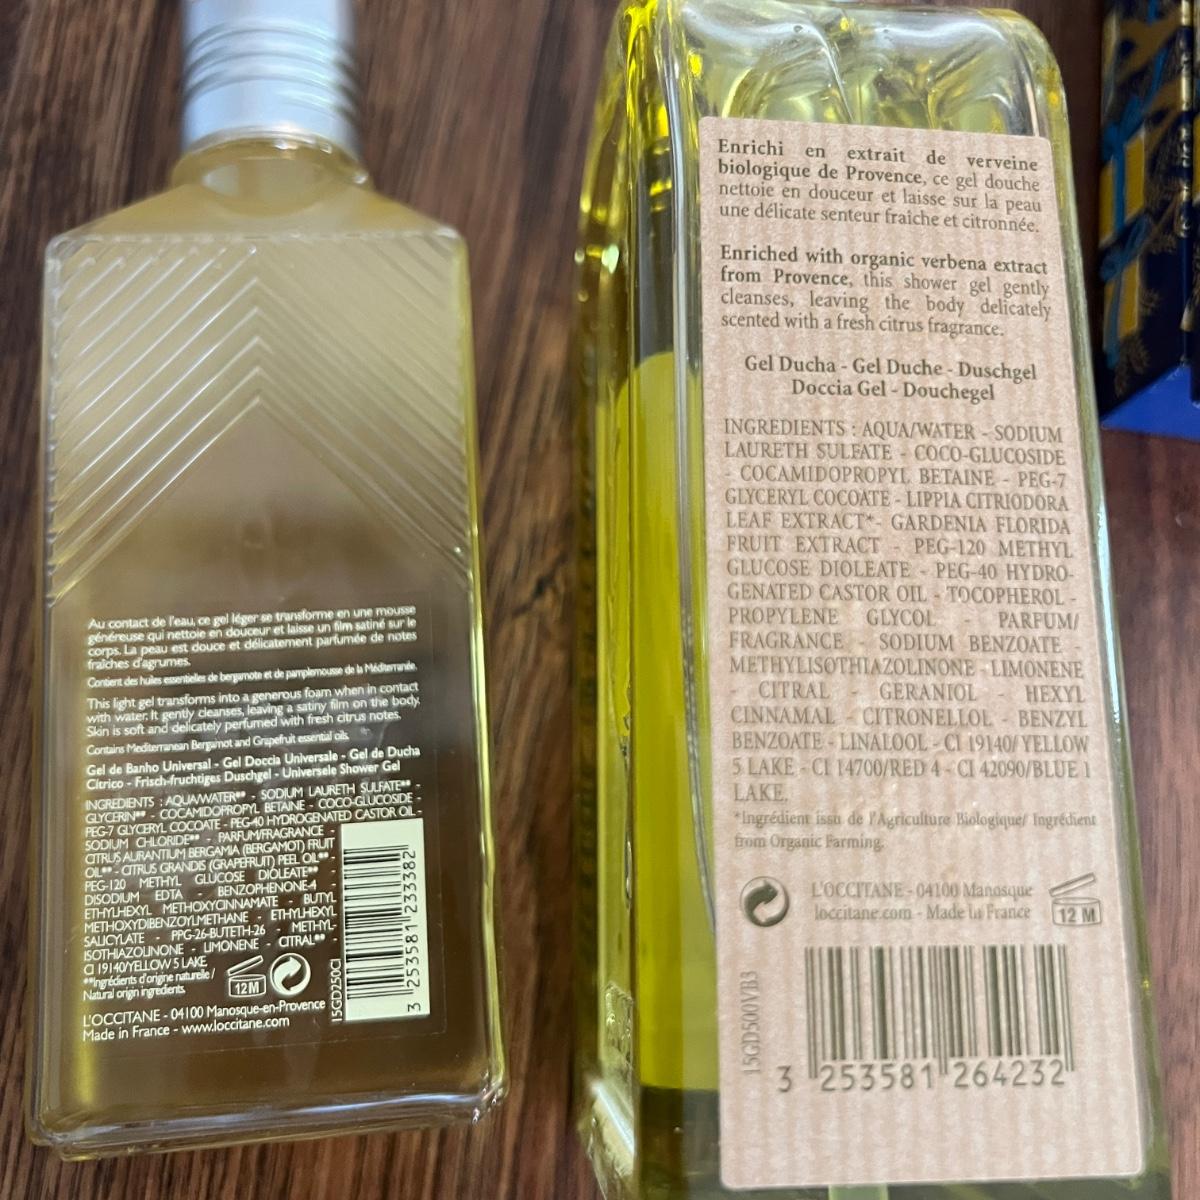 Au contact de l'eau, ce gel léger se transforme en une mousse
généreuse qui nettoie en douceur et laisse un film satiné sur le
corps. La peau est douce et délicatement parfumée de notes
fraîches d'agrumes.
Contient des huiles essentielles de bergamote et de pamplemousse de la Méditerranée.
This light gel transforms into a generous foam when in contact
with water. It gently cleanses, leaving a satiny film on the body.
Skin is soft and delicately perfumed with fresh citrus notes.
Contains Mediterranean Bergamot and Grapefruit essential oils.
Gel de Banho Universal - Gel Doccia Universale - Gel de Ducha
Cítrico - Frisch-fruchtiges Duschgel - Universele Shower Gel
INGREDIENTS : AQUA/WATER** - SODIUM LAURETH SULFATE** -
GLYCERIN** - COCAMIDOPROPYL BETAINE - COCO-GLUCOSIDE -
PEG-7 GLYCERYL COCOATE - PEG-40 HYDROGENATED CASTOR OIL -
SODIUM CHLORIDE** - PARFUM/FRAGRANCE -
CITRUS AURANTIUM BERGAMIA (BERGAMOT) FRUIT
OIL** - CITRUS GRANDIS (GRAPEFRUIT) PEEL OIL** -
PEG-120 METHYL GLUCOSE DIOLEATE** -
DISODIUM EDTA - BENZOPHENONE-4 -
ETHYLHEXYL METHOXYCINNAMATE - BUTYL
METHOXYDIBENZOYLMETHANE - ETHYLHEXYL
SALICYLATE - PPG-26-BUTETH-26 - METHYL-
ISOTHIAZOLINONE - LIMONENE - CITRAL** -
CI 19140/YELLOW 5 LAKE.
**Ingrédients d'origine naturelle /
Natural origin ingredients.
12M
15GD250CI
3 253581 233382
L'OCCITANE - 04100 Manosque-en-Provence
Made in France - www.loccitane.com
Enrichi en extrait de verveine
biologique de Provence, ce gel douche
nettoie en douceur et laisse sur la peau
une délicate senteur fraîche et citronnée.
Enriched with organic verbena extract
from Provence, this shower gel gently
cleanses, leaving the body delicately
scented with a fresh citrus fragrance.
Gel Ducha - Gel Duche - Duschgel
Doccia Gel - Douchegel
INGREDIENTS : AQUA/WATER - SODIUM
LAURETH SULFATE - COCO-GLUCOSIDE
- COCAMIDOPROPYL BETAINE - PEG-7
GLYCERYL COCOATE - LIPPIA CITRIODORA
LEAF EXTRACT*- GARDENIA FLORIDA
FRUIT EXTRACT - PEG-120 METHYL
GLUCOSE DIOLEATE - PEG-40 HYDRO-
GENATED CASTOR OIL - TOCOPHEROL -
PROPYLENE GLYCOL - PARFUM/
FRAGRANCE - SODIUM BENZOATE -
METHYLISOTHIAZOLINONE - LIMONENE
- CITRAL - GERANIOL - HEXYL
CINNAMAL - CITRONELLOL - BENZYL
BENZOATE - LINALOOL - CI 19140/ YELLOW
5 LAKE - CI 14700/RED 4 - CI 42090/BLUE 1
LAKE.
*Ingrédient issu de l'Agriculture Biologique/ Ingrédient
from Organic Farming.
L'OCCITANE - 04100 Manosque
loccitane.com - Made in France
12 M
15GD500VB3
3 253581 264232